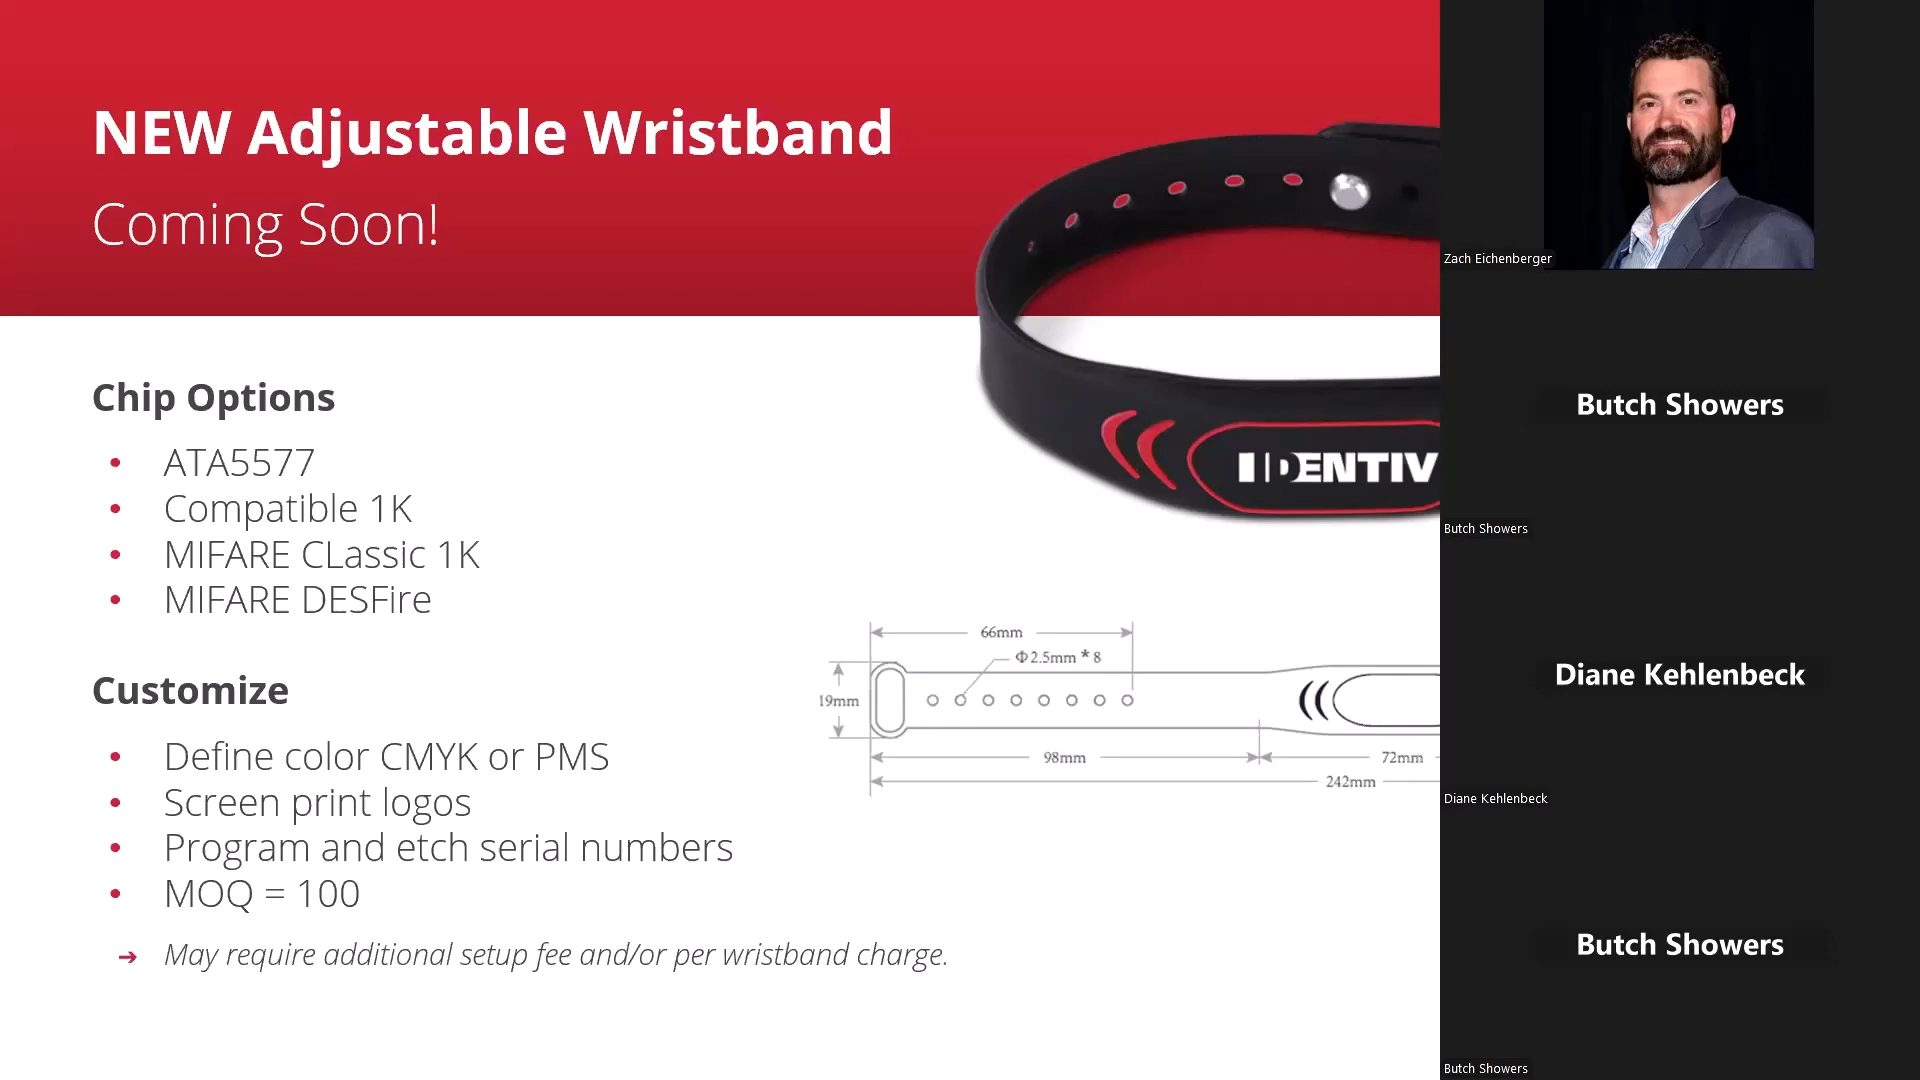 NEW Adjustable Wristband
Coming Soon!
IDENTIV
Chip Options
• ATA5577
• Compatible 1K
• MIFARE CLassic 1K
• MIFARE DESFire
66mm
Φ2.5mm * 8
19mm
98mm
72mm
242mm
Customize
• Define color CMYK or PMS
• Screen print logos
• Program and etch serial numbers
• MOQ = 100
➔ May require additional setup fee and/or per wristband charge.
Zach Eichenberger
Butch Showers
Butch Showers
Diane Kehlenbeck
Diane Kehlenbeck
Butch Showers
Butch Showers